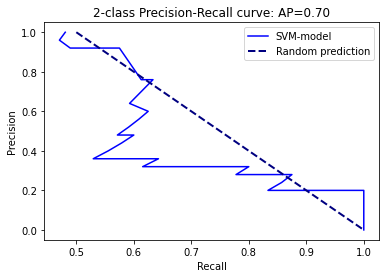 2-class Precision-Recall curve: AP=0.70
SVM-model
Random prediction
Precision
1.0
0.8
0.6
0.4
0.2
0.0
0.5 0.6 0.7 0.8 0.9 1.0
Recall